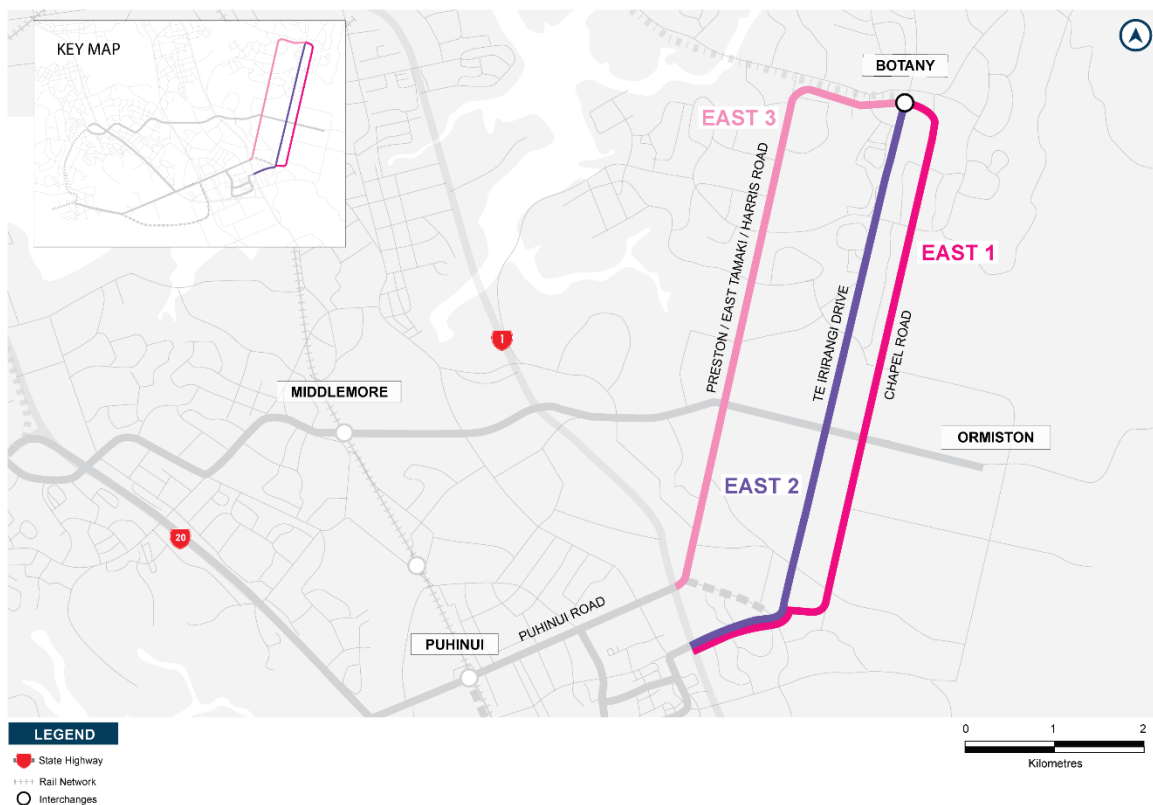 KEY MAP
BOTANY
EAST 3
PRESTON / EAST TAMAKI / HARRIS ROAD
EAST 1
TE IRIRANGI DRIVE
CHAPEL ROAD
1
MIDDLEMORE
ORMISTON
EAST 2
20
PUHINUI ROAD
PUHINUI
LEGEND
State Highway
Rail Network
Interchanges
0 1 2
Kilometres